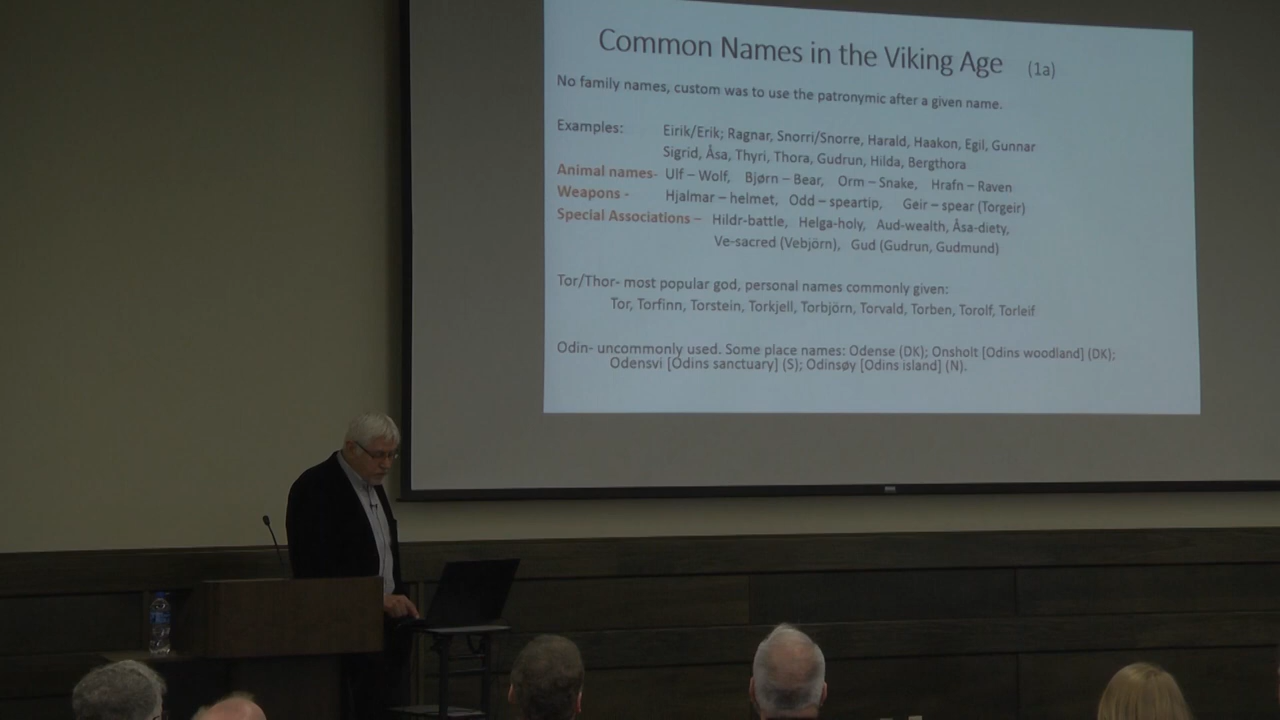 Common Names in the Viking Age (1a)
No family names, custom was to use the patronymic after a given name.
Examples: Eirik/Erik; Ragnar, Snorri/Snorre, Harald, Haakon, Egil, Gunnar
Sigrid, Åsa, Thyri, Thora, Gudrun, Hilda, Bergthora
Animal names- Ulf – Wolf, Bjørn – Bear, Orm – Snake, Hrafn – Raven
Weapons - Hjalmar – helmet, Odd – speartip, Geir – spear (Torgeir)
Special Associations – Hildr-battle, Helga-holy, Aud-wealth, Åsa-diety,
Ve-sacred (Vebjörn), Gud (Gudrun, Gudmund)
Tor/Thor- most popular god, personal names commonly given:
Tor, Torfinn, Torstein, Torkjell, Torbjörn, Torvald, Torben, Torolf, Torleif
Odin- uncommonly used. Some place names: Odense (DK); Onsholt [Odins woodland] (DK);
Odensvi [Odins sanctuary] (S); Odinsøy [Odins island] (N).